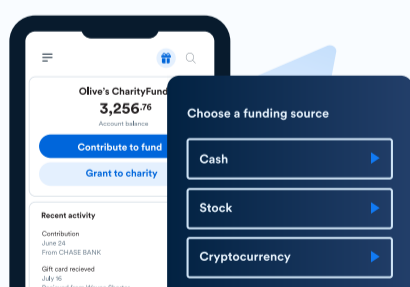 Olive's CharityFund
3,256.76
Account balance
Contribute to fund
Grant to charity
Recent activity
Contribution
June 24
From CHASE BANK
Gift card recieved
July 16
Choose a funding source
Cash
Stock
Cryptocurrency